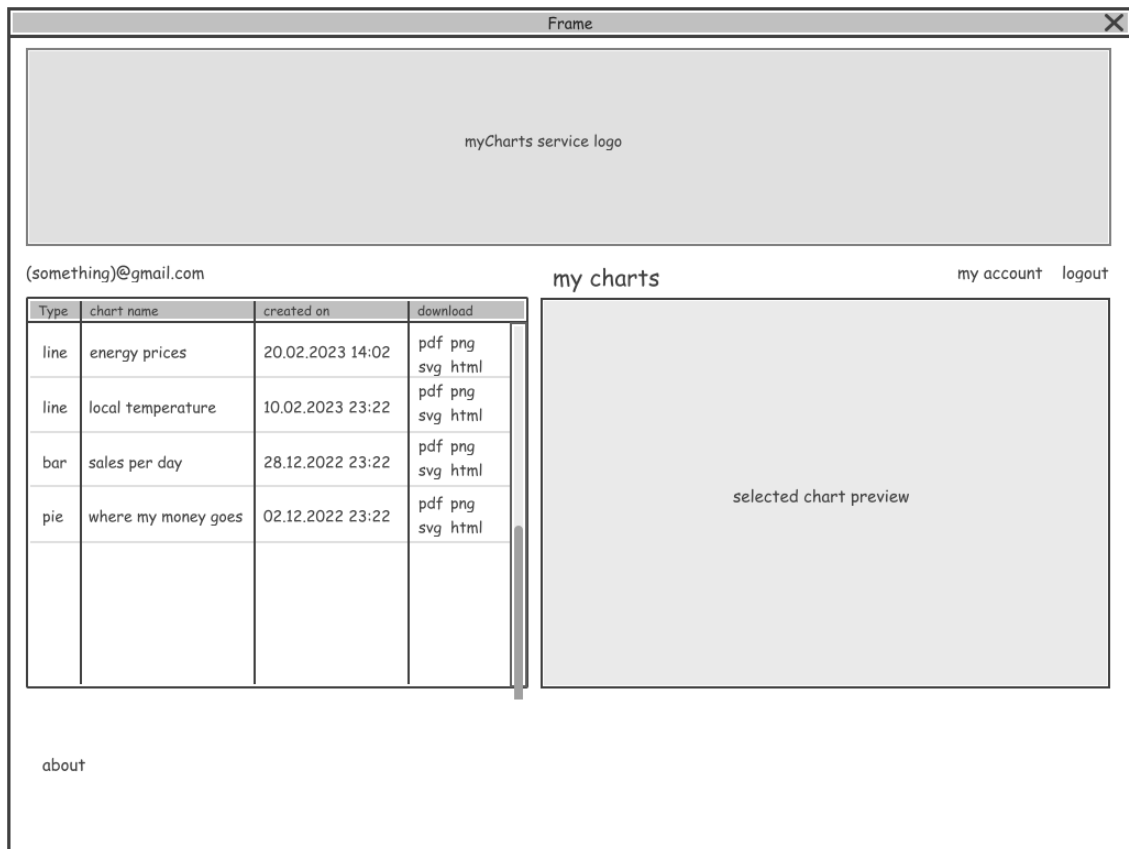 Frame
myCharts service logo
(something)@gmail.com
my charts
my account logout
Type chart name created on download
line energy prices 20.02.2023 14:02 pdf png
svg html
line local temperature 10.02.2023 23:22 pdf png
svg html
bar sales per day 28.12.2022 23:22 pdf png
svg html
pie where my money goes 02.12.2022 23:22 pdf png
svg html
selected chart preview
about